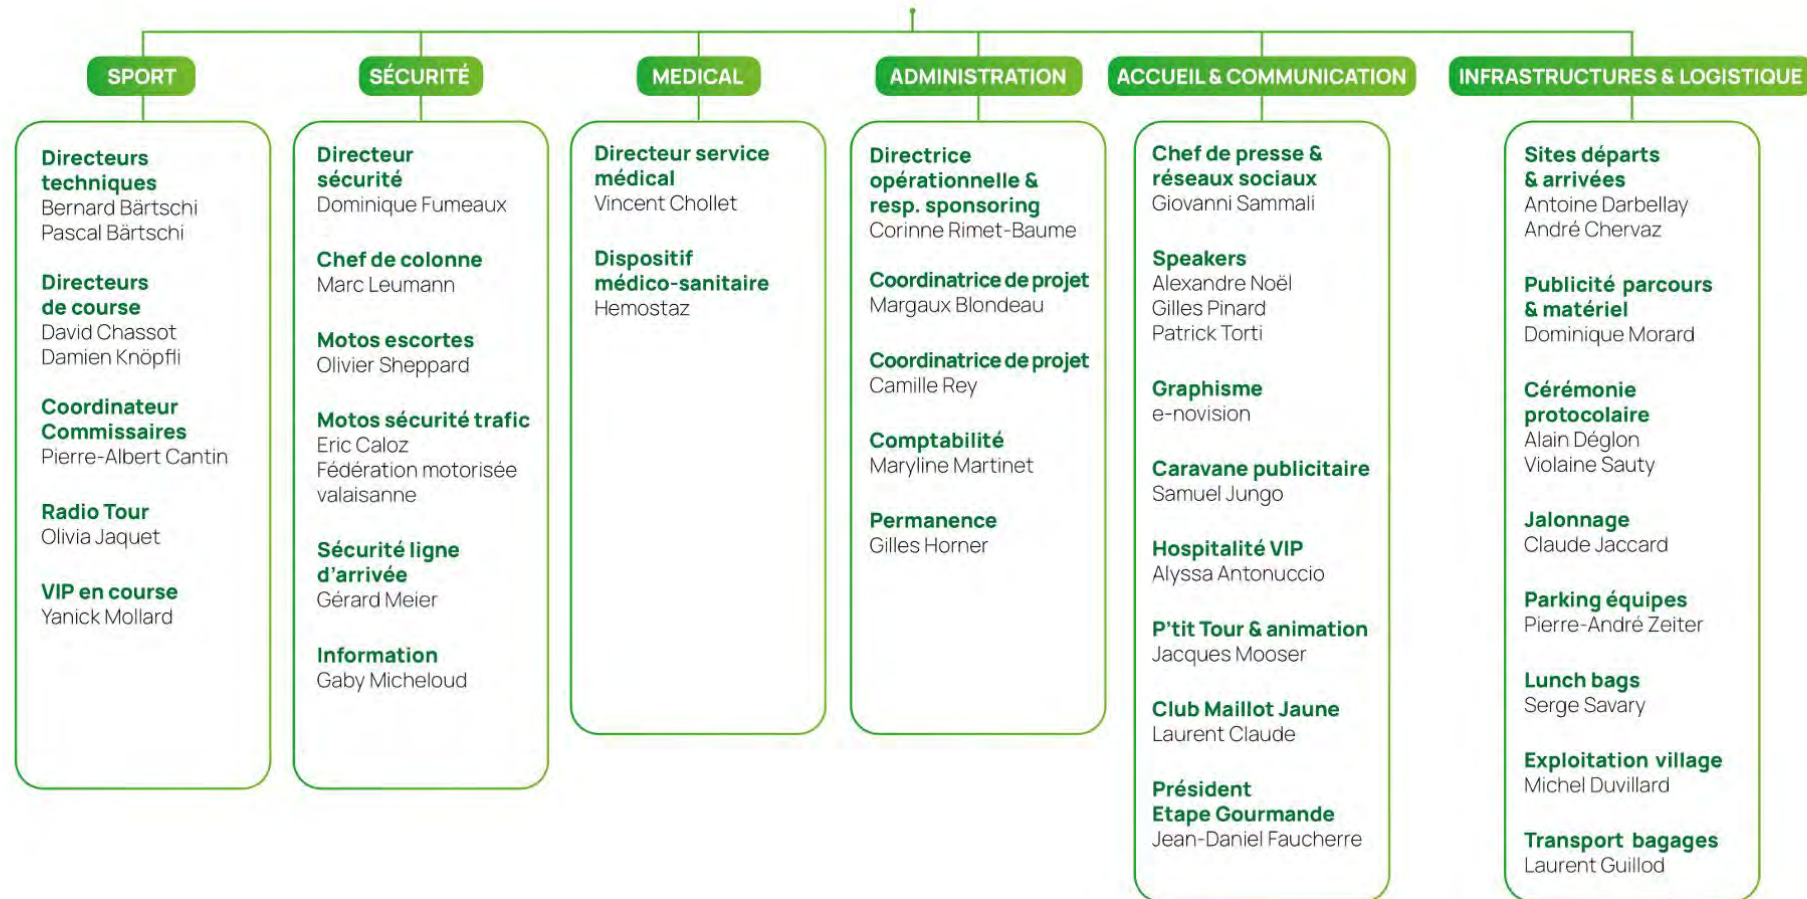 SPORT
Directeurs
techniques
Bernard Bärtschi
Pascal Bärtschi
Directeurs
de course
David Chassot
Damien Knöpfli
Coordinateur
Commissaires
Pierre-Albert Cantin
Radio Tour
Olivia Jaquet
VIP en course
Yanick Mollard
SÉCURITÉ
Directeur
sécurité
Dominique Fumeaux
Chef de colonne
Marc Leumann
Motos escortes
Olivier Sheppard
Motos sécurité trafic
Eric Caloz
Fédération motorisée
valaisanne
Sécurité ligne
d'arrivée
Gérard Meier
Information
Gaby Micheloud
MEDICAL
Directeur service
médical
Vincent Chollet
Dispositif
médico-sanitaire
Hemostaz
ADMINISTRATION
Directrice
opérationnelle &
resp. sponsoring
Corinne Rimet-Baume
Coordinatrice de projet
Margaux Blondeau
Coordinatrice de projet
Camille Rey
Comptabilité
Maryline Martinet
Permanence
Gilles Horner
ACCUEIL & COMMUNICATION
Chef de presse &
réseaux sociaux
Giovanni Sammali
Speakers
Alexandre Noël
Gilles Pinard
Patrick Torti
Graphisme
e-novision
Caravane publicitaire
Samuel Jungo
Hospitalité VIP
Alyssa Antonuccio
P'tit Tour & animation
Jacques Mooser
Club Maillot Jaune
Laurent Claude
Président
Etape Gourmande
Jean-Daniel Faucherre
INFRASTRUCTURES & LOGISTIQUE
Sites départs
& arrivées
Antoine Darbellay
André Chervaz
Publicité parcours
& matériel
Dominique Morard
Cérémonie
protocolaire
Alain Déglon
Violaine Sauty
Jalonnage
Claude Jaccard
Parking équipes
Pierre-André Zeiter
Lunch bags
Serge Savary
Exploitation village
Michel Duvillard
Transport bagages
Laurent Guillod